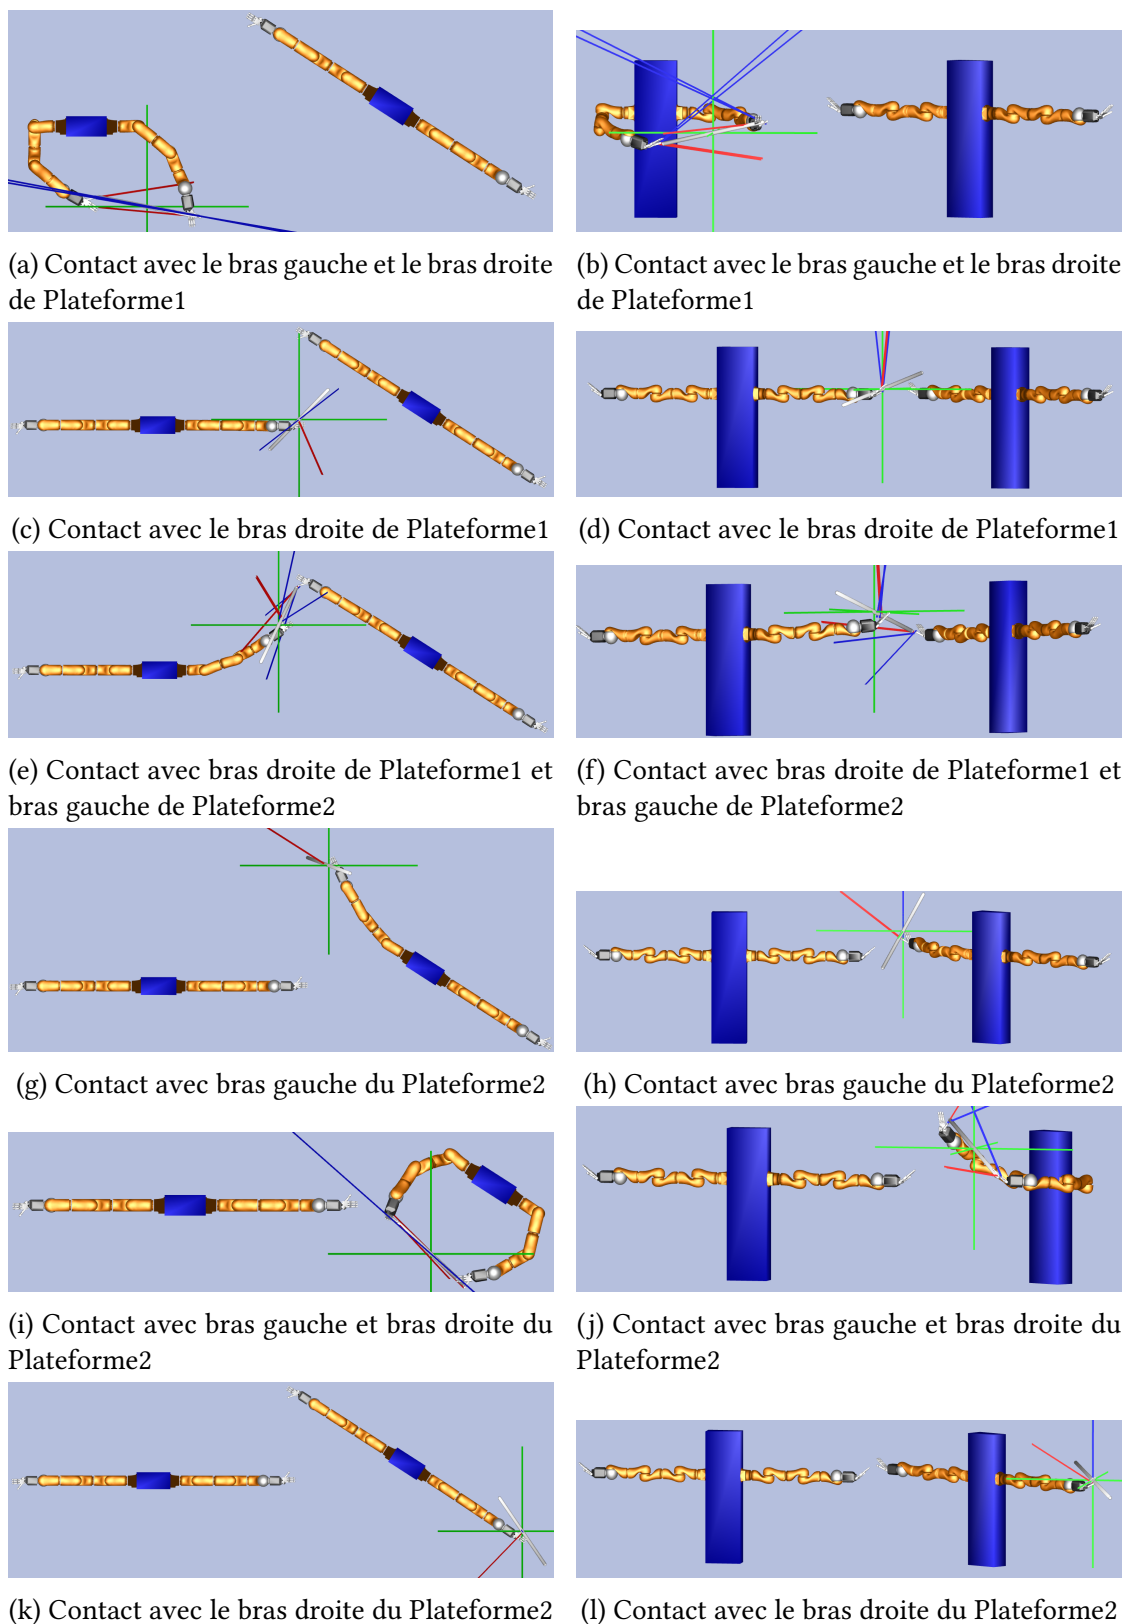 (a) Contact avec le bras gauche et le bras droite
de Plateforme1
(b) Contact avec le bras gauche et le bras droite
de Plateforme1
(c) Contact avec le bras droite de Plateforme1
(d) Contact avec le bras droite de Plateforme1
(e) Contact avec bras droite de Plateforme1 et
bras gauche de Plateforme2
(f) Contact avec bras droite de Plateforme1 et
bras gauche de Plateforme2
(g) Contact avec bras gauche du Plateforme2
(h) Contact avec bras gauche du Plateforme2
(i) Contact avec bras gauche et bras droite du
Plateforme2
(j) Contact avec bras gauche et bras droite du
Plateforme2
(k) Contact avec le bras droite du Plateforme2
(l) Contact avec le bras droite du Plateforme2